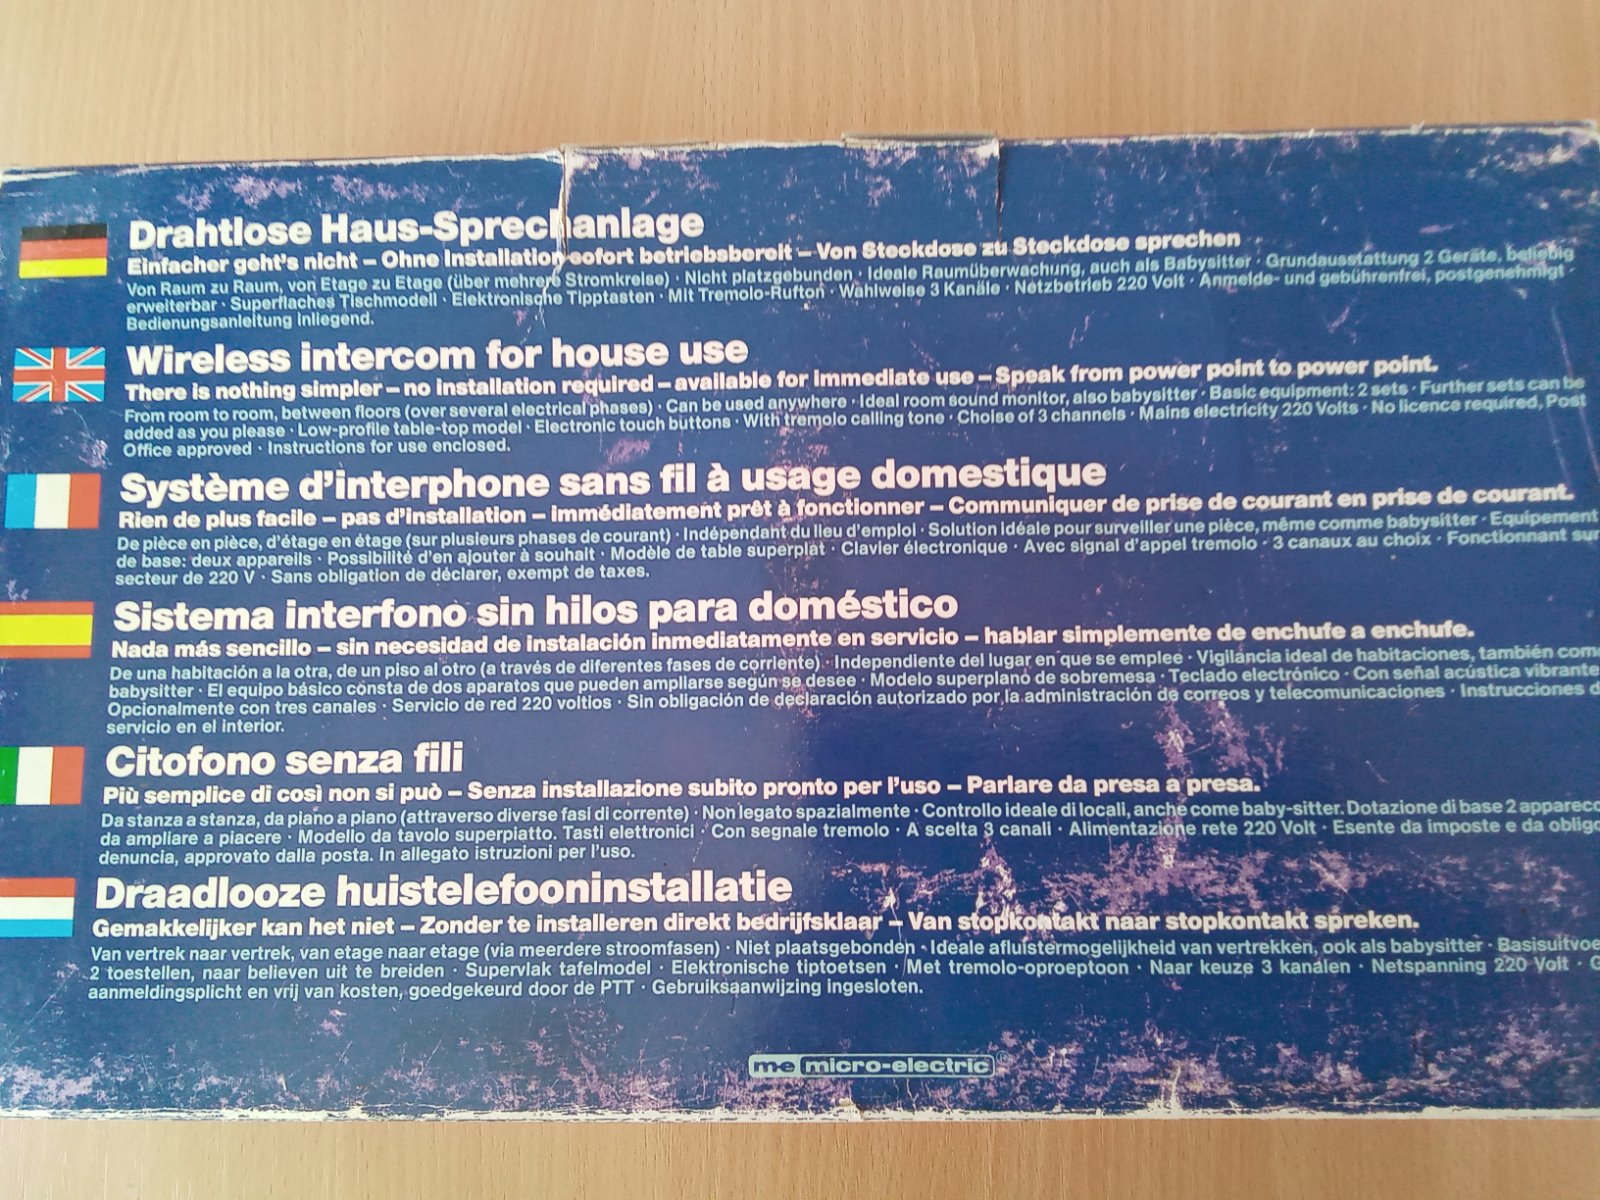 Drahtlose Haus-Sprechanlage
Einfacher geht's nicht – Ohne Installation sofort betriebsbereit – Von Steckdose zu Steckdose sprechen
Von Raum zu Raum, von Etage zu Etage (über mehrere Stromkreise) · Nicht platzgebunden · Ideale Raumüberwachung, auch als Babysitter · Grundausstattung 2 Geräte, beliebig
erweiterbar · Superflaches Tischmodell · Elektronische Tipptasten · Mit Tremolo-Rufton · Wahlweise 3 Kanäle · Netzbetrieb 220 Volt · Anmelde- und gebührenfrei, postgenehmigt ·
Bedienungsanleitung inliegend.
Wireless intercom for house use
There is nothing simpler – no installation required – available for immediate use – Speak from power point to power point.
From room to room, between floors (over several electrical phases) · Can be used anywhere · Ideal room sound monitor, also babysitter · Basic equipment: 2 sets · Further sets can be
added as you please · Low-profile table-top model · Electronic touch buttons · With tremolo calling tone · Choise of 3 channels · Mains electricity 220 Volts · No licence required, Post
Office approved · Instructions for use enclosed.
Système d'interphone sans fil à usage domestique
Rien de plus facile – pas d'installation – immédiatement prêt à fonctionner – Communiquer de prise de courant en prise de courant.
De pièce en pièce, d'étage en étage (sur plusieurs phases de courant) · Indépendant du lieu d'emploi · Solution idéale pour surveiller une pièce, même comme babysitter · Equipement
de base: deux appareils · Possibilité d'en ajouter à souhait · Modèle de table superplat · Clavier électronique · Avec signal d'appel tremolo · 3 canaux au choix · Fonctionnant sur
secteur de 220 V · Sans obligation de déclarer, exempt de taxes.
Sistema interfono sin hilos para doméstico
Nada más sencillo – sin necesidad de instalación inmediatamente en servicio – hablar simplemente de enchufe a enchufe.
De una habitación a la otra, de un piso al otro (a través de diferentes fases de corriente) · Independiente del lugar en que se emplee · Vigilancia ideal de habitaciones, también com
babysitter · El equipo básico consta de dos aparatos que pueden ampliarse según se desee · Modelo superplano de sobremesa · Teclado electrónico · Con señal acústica vibrante
Opcionalmente con tres canales · Servicio de red 220 voltios · Sin obligación de declaración autorizado por la administración de correos y telecomunicaciones · Instrucciones d
servicio en el interior.
Citofono senza fili
Più semplice di così non si può – Senza installazione subito pronto per l'uso – Parlare da presa a presa.
Da stanza a stanza, da piano a piano (attraverso diverse fasi di corrente) · Non legato spazialmente · Controllo ideale di locali, anche come baby-sitter. Dotazione di base 2 apparecc
da ampliare a piacere · Modello da tavolo superpiatto. Tasti elettronici · Con segnale tremolo · A scelta 3 canali · Alimentazione rete 220 Volt · Esente da imposte e da obligo
denuncia, approvato dalla posta. In allegato istruzioni per l'uso.
Draadlooze huistelefooninstallatie
Gemakkelijker kan het niet – Zonder te installeren direkt bedrijfsklaar – Van stopkontakt naar stopkontakt spreken.
Van vertrek naar vertrek, van etage naar etage (via meerdere stroomfasen) · Niet plaatsgebonden · Ideale afluistermogelijkheid van vertrekken, ook als babysitter · Basisuitvoe
2 toestellen, naar believen uit te breiden · Supervlak tafelmodel · Elektronische tiptoetsen · Met tremolo-oproeptoon · Naar keuze 3 kanalen · Netspanning 220 Volt · G
aanmeldingsplicht en vrij van kosten, goedgekeurd door de PTT · Gebruiksaanwijzing ingesloten.
m-e micro-electric